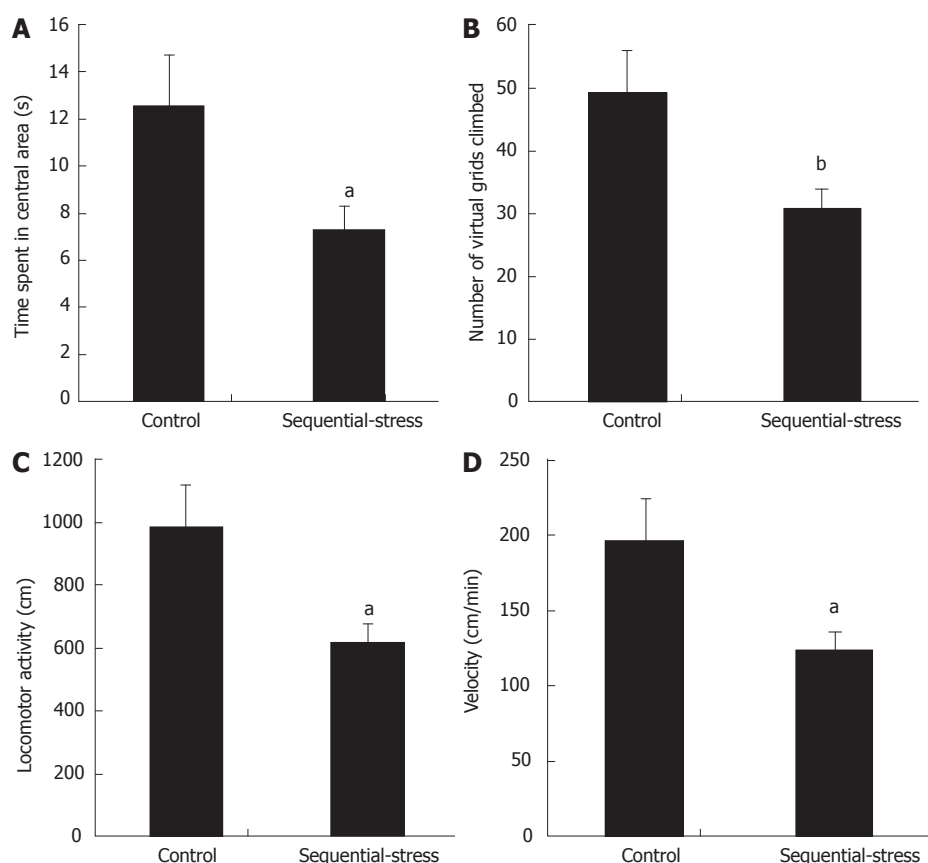 A
Time spent in central area (s)
16
14
12
10
8
6
4
2
0
a
Control
Sequential-stress
B
Number of virtual grids climbed
60
50
40
30
20
10
0
b
Control
Sequential-stress
C
Locomotor activity (cm)
1200
1000
800
600
400
200
0
a
Control
Sequential-stress
D
Velocity (cm/min)
250
200
150
100
50
0
a
Control
Sequential-stress